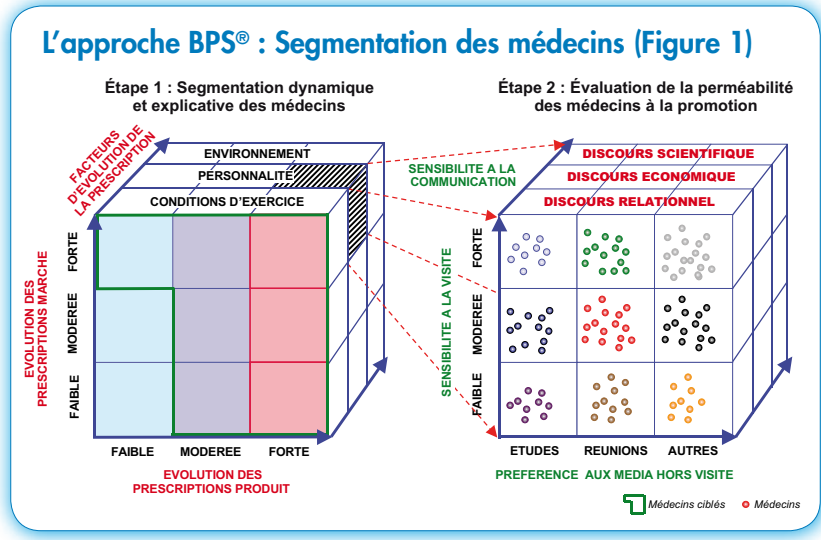 L'approche BPS® : Segmentation des médecins (Figure 1)
Étape 1 : Segmentation dynamique
et explicative des médecins
Étape 2 : Évaluation de la perméabilité
des médecins à la promotion
FACTEURS
D'EVOLUTION DE
LA PRESCRIPTION
ENVIRONNEMENT
PERSONNALITÉ
CONDITIONS D'EXERCICE
EVOLUTION DES
PRESCRIPTIONS MARCHE
FORTE
MODEREE
FAIBLE
FAIBLE
MODEREE
FORTE
EVOLUTION DES
PRESCRIPTIONS PRODUIT
SENSIBILITE A LA
COMMUNICATION
DISCOURS SCIENTIFIQUE
DISCOURS ECONOMIQUE
DISCOURS RELATIONNEL
SENSIBILITE A LA VISITE
FORTE
MODEREE
FAIBLE
ETUDES
REUNIONS
AUTRES
PREFERENCE AUX MEDIA HORS VISITE
Médecins ciblés
Médecins